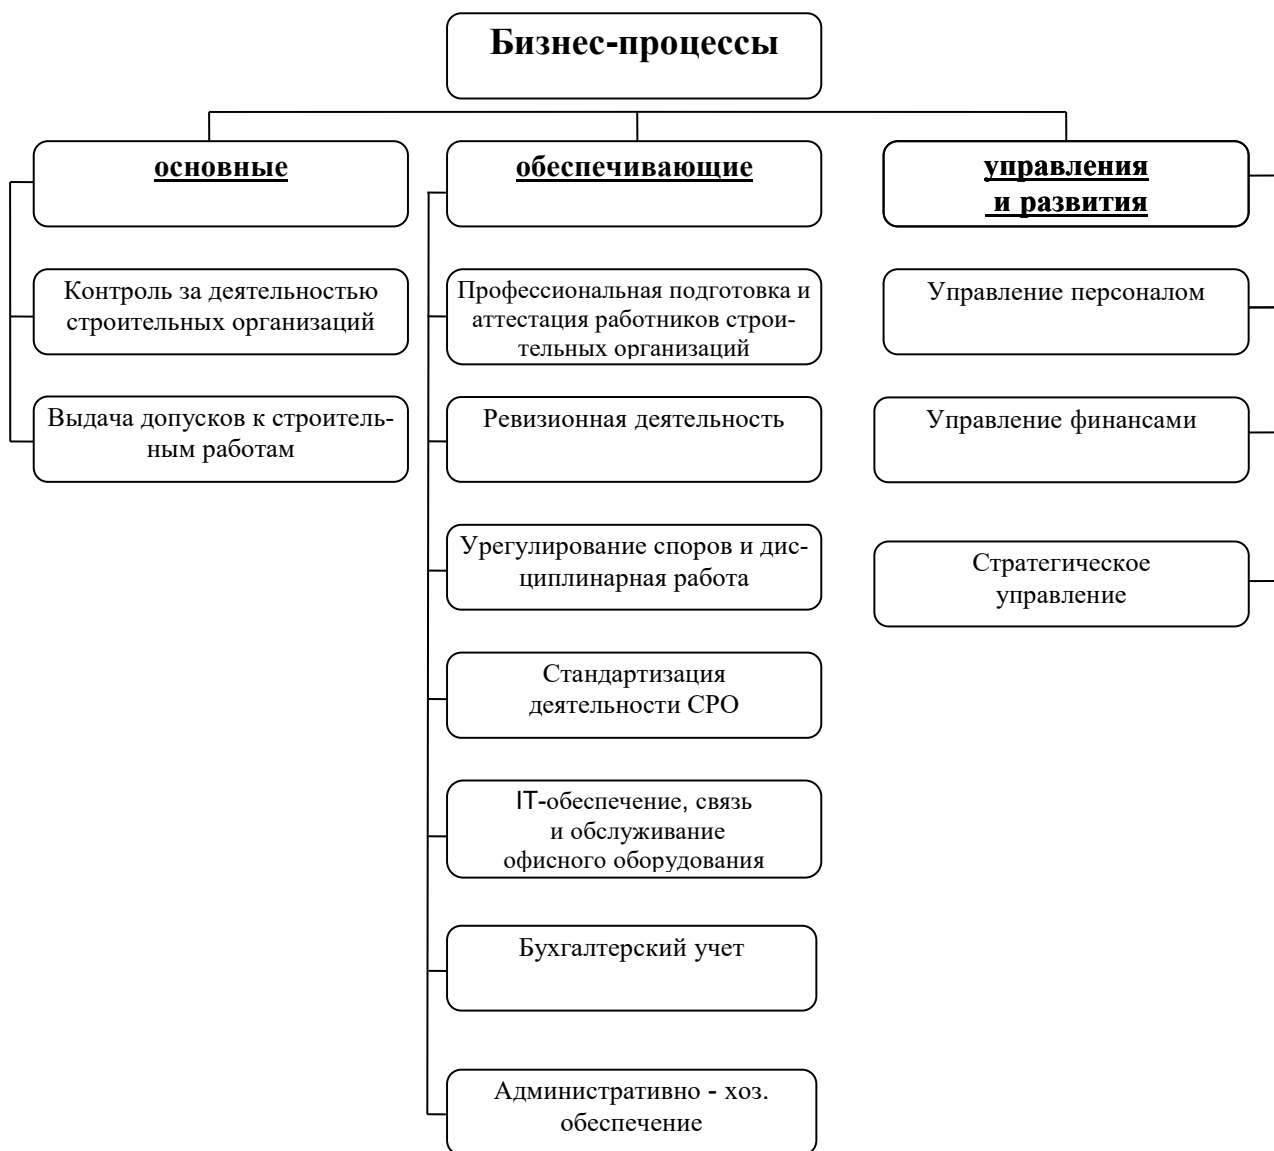 Бизнес-процессы
основные
Контроль за деятельностью
строительных организаций
Выдача допусков к строитель-
ным работам
обеспечивающие
Профессиональная подготовка и
аттестация работников строи-
тельных организаций
Ревизионная деятельность
Урегулирование споров и дис-
циплинарная работа
Стандартизация
деятельности СРО
IT-обеспечение, связь
и обслуживание
офисного оборудования
Бухгалтерский учет
Административно - хоз.
обеспечение
управления
и развития
Управление персоналом
Управление финансами
Стратегическое
управление